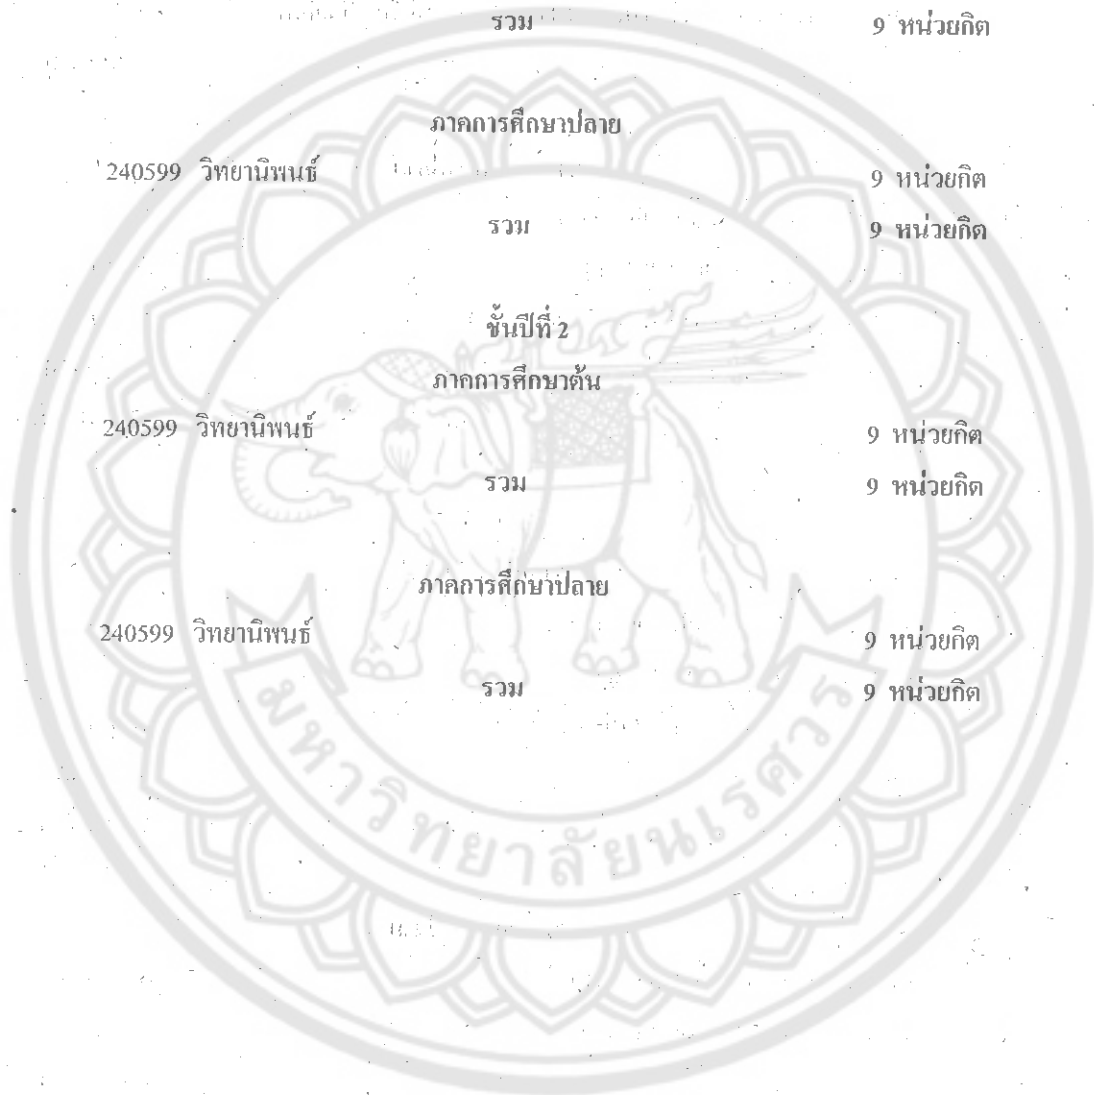 รวม 9 หน่วยกิต
ภาคการศึกษาปลาย
240599 วิทยานิพนธ์ 9 หน่วยกิต
รวม 9 หน่วยกิต
ชั้นปีที่ 2
ภาคการศึกษาต้น
240599 วิทยานิพนธ์ 9 หน่วยกิต
รวม 9 หน่วยกิต
ภาคการศึกษาปลาย
240599 วิทยานิพนธ์ 9 หน่วยกิต
รวม 9 หน่วยกิต
มหาวิทยาลัยนเรศวร